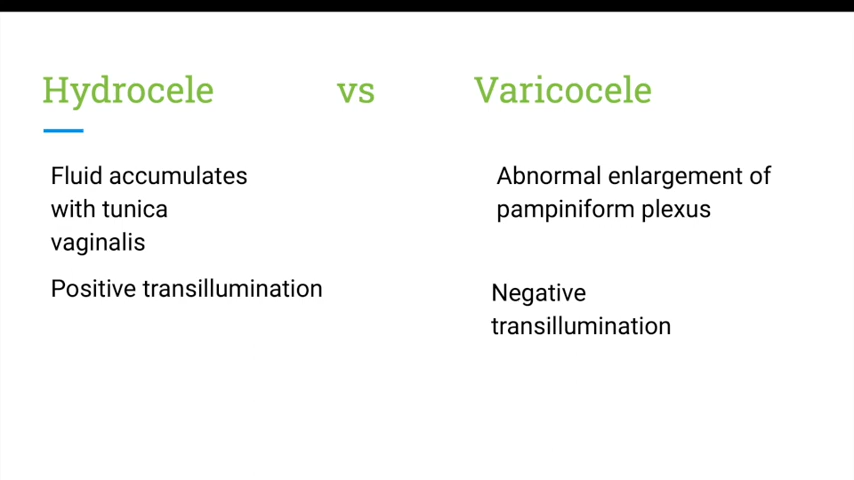 Hydrocele vs Varicocele
Fluid accumulates
with tunica
vaginalis
Positive transillumination
Abnormal enlargement of
pampiniform plexus
Negative
transillumination